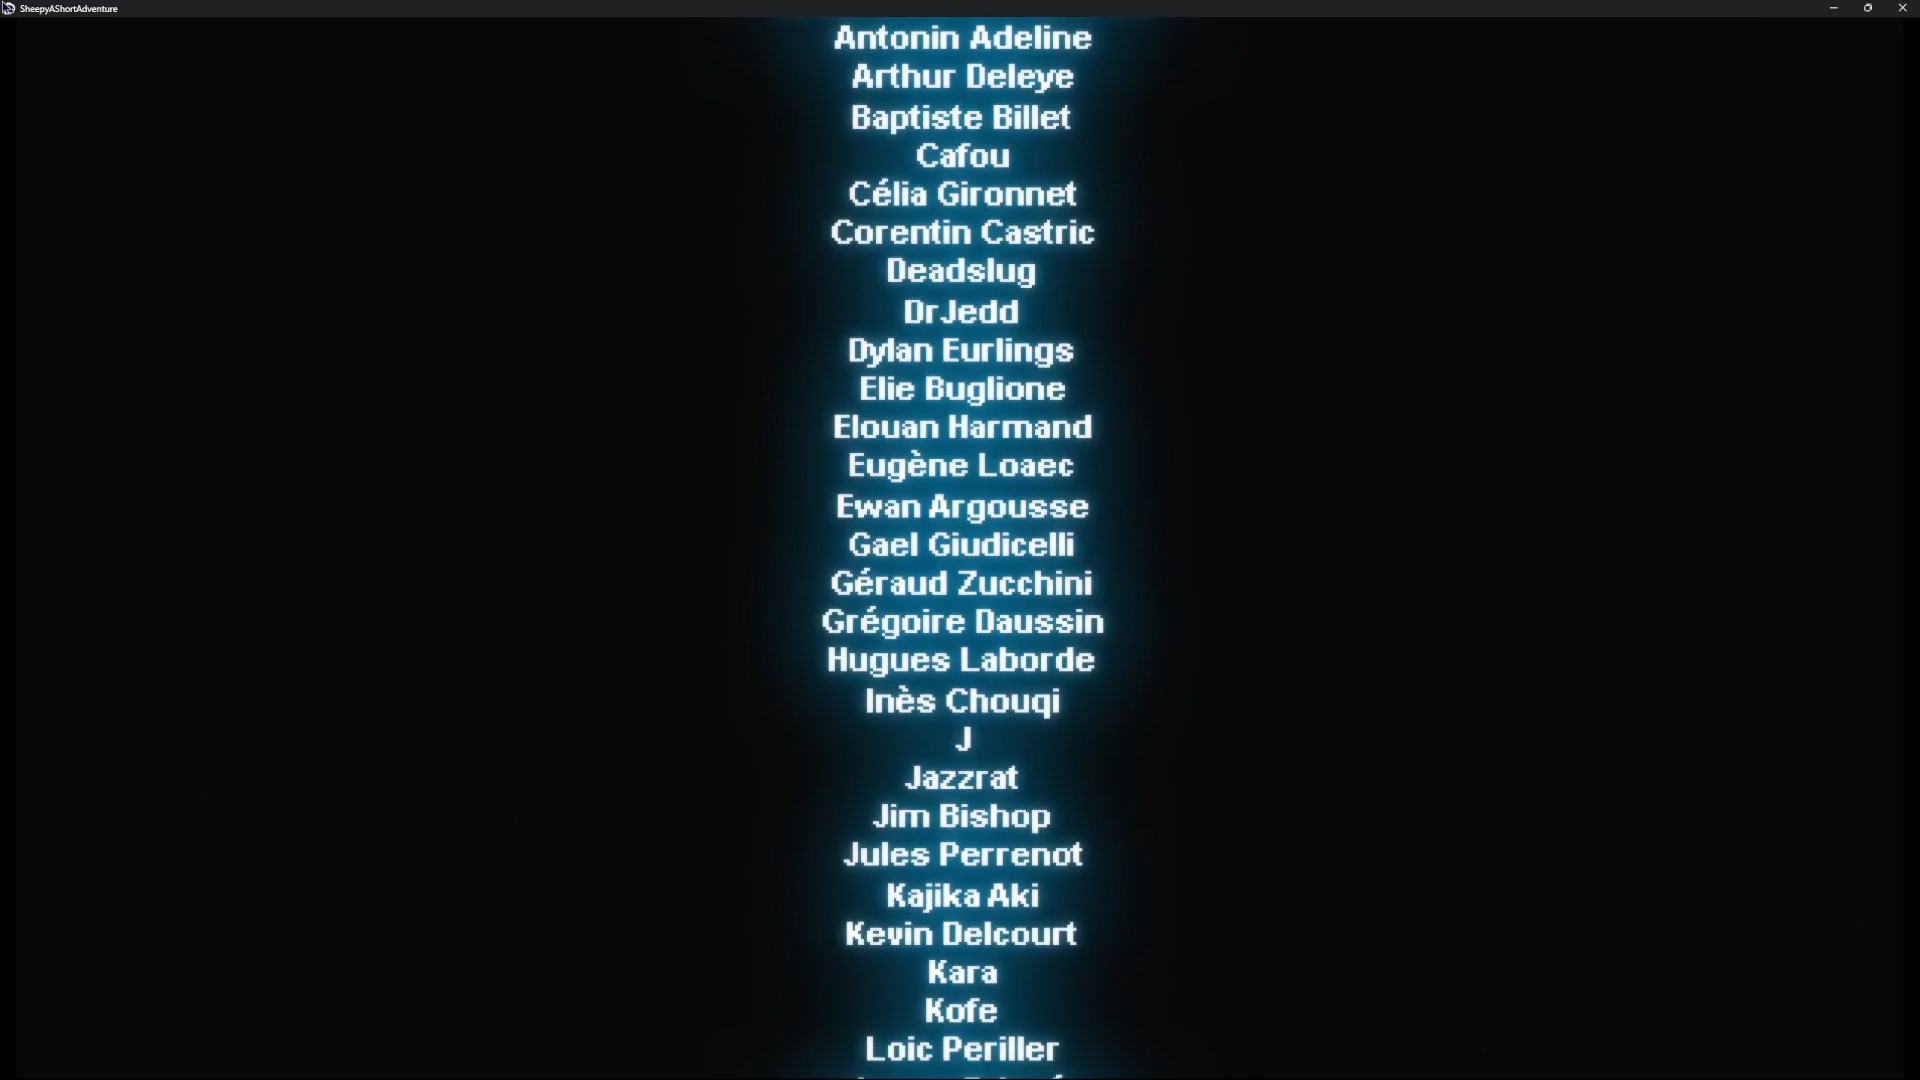 SheepyAShortAdventure
Antonin Adeline
Arthur Deleye
Baptiste Billet
Cafou
Célia Gironnet
Corentin Castric
Deadslug
DrJedd
Dylan Eurlings
Elie Buglione
Elouan Harmand
Eugène Loaec
Ewan Argousse
Gael Giudicelli
Géraud Zucchini
Grégoire Daussin
Hugues Laborde
Inès Chouqi
J
Jazzrat
Jim Bishop
Jules Perrenot
Kajika Aki
Kevin Delcourt
Kara
Kofe
Loic Periller